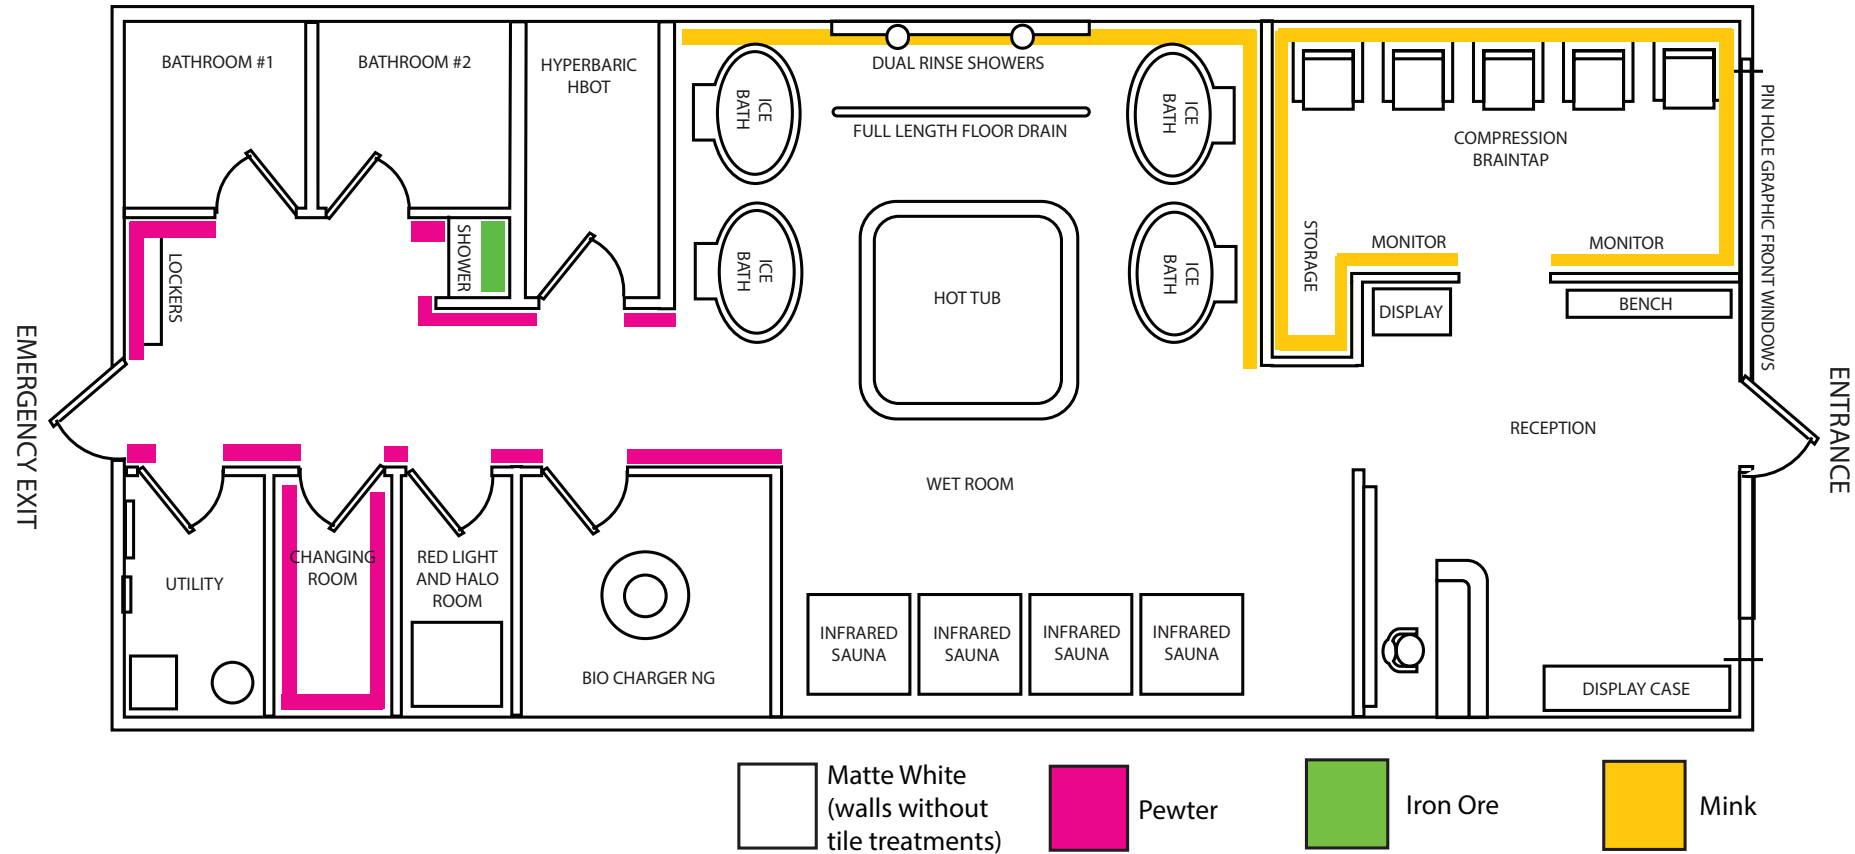 BATHROOM #1
BATHROOM #2
HYPERBARIC
HBOT
DUAL RINSE SHOWERS
ICE
BATH
ICE
BATH
FULL LENGTH FLOOR DRAIN
COMPRESSION
BRAINTAP
PIN HOLE GRAPHIC FRONT WINDOWS
LOCKERS
SHOWER
ICE
BATH
HOT TUB
ICE
BATH
STORAGE
MONITOR
MONITOR
DISPLAY
BENCH
EMERGENCY EXIT
ENTRANCE
RECEPTION
WET ROOM
UTILITY
CHANGING
ROOM
RED LIGHT
AND HALO
ROOM
BIO CHARGER NG
INFRARED
SAUNA
INFRARED
SAUNA
INFRARED
SAUNA
INFRARED
SAUNA
DISPLAY CASE
Matte White
(walls without
tile treatments)
Pewter
Iron Ore
Mink